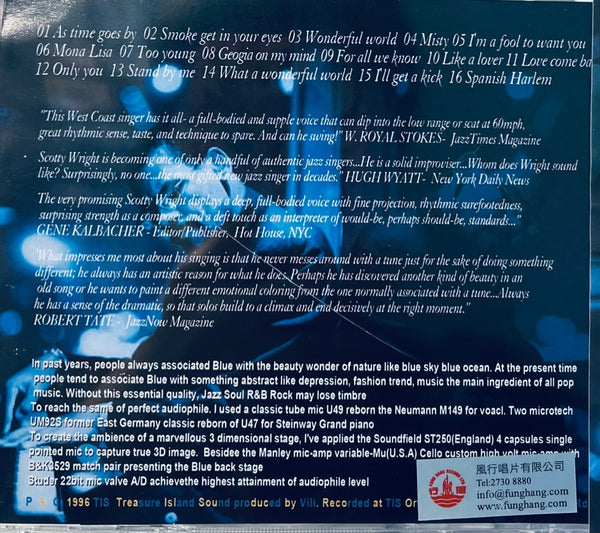 01 As time goes by 02 Smoke get in your eyes 03 Wonderful world 04 Misty 05 I'm a fool to want you
06 Mona Lisa 07 Too young 08 Geogia on my mind 09 For all we know 10 Like a lover 11 Love come ba
12 Only you 13 Stand by me 14 What a wonderful world 15 I'll get a kick 16 Spanish Harlem
"This West Coast singer has it all- a full-bodied and supple voice that can dip into the low range or scat at 60mph,
great rhythmic sense, taste, and technique to spare. And can he swing!" W. ROYAL STOKES- JazzTimes Magazine
Scotty Wright is becoming one of only a handful of authentic jazz singers...He is a solid improviser...Whom does Wright sound
like? Surprisingly, no one...the most gifted new jazz singer in decades." HUGH WYATT- New York Daily News
The very promising Scotty Wright displays a deep, full-bodied voice with fine projection, rhythmic surefootedness,
surprising strength as a composer, and a deft touch as an interpreter of would-be, perhaps should-be, standards..."
GENE KALBACHER - Editor/Publisher, Hot House, NYC
'What impresses me most about his singing is that he never messes around with a tune just for the sake of doing something
different; he always has an artistic reason for what he does. Perhaps he has discovered another kind of beauty in an
old song or he wants to paint a different emotional coloring from the one normally associated with a tune...Always
he has a sense of the dramatic, so that solos build to a climax and end decisively at the right moment."
ROBERT TATE - JazzNow Magazine
In past years, people always associated Blue with the beauty wonder of nature like blue sky blue ocean. At the present time
people tend to associate Blue with something abstract like depression, fashion trend, music the main ingredient of all pop
music. Without this essential quality, Jazz Soul R&B Rock may lose timbre
To reach the same of perfect audiophile. I used a classic tube mic U49 reborn the Neumann M149 for voacl. Two microtech
UM92S former East Germany classic reborn of U47 for Steinway Grand piano
To create the ambience of a marvellous 3 dimensional stage, I've applied the Soundfield ST250(England) 4 capsules single
pointed mic to capture true 3D image. Besides the Manley mic-amp variable-Mu(U.S.A) Cello custom high volt mic-amp with
B&K3529 match pair presenting the Blue back stage
Studer 22bit mic valve A/D achievethe highest attainment of audiophile level
P & C 1996 TIS Treasure Island Sound produced by Vili. Recorded at TIS Or Rd
FUNG HANG RECORD LTD
風行唱片有限公司
Tel:2730 8880
info@funghang.com
www.funghang.com